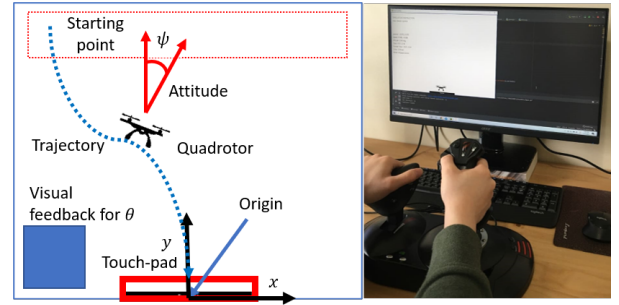 Starting
point
ψ
Attitude
Trajectory
Quadrotor
Visual
feedback for θ
Origin
y
Touch-pad
x